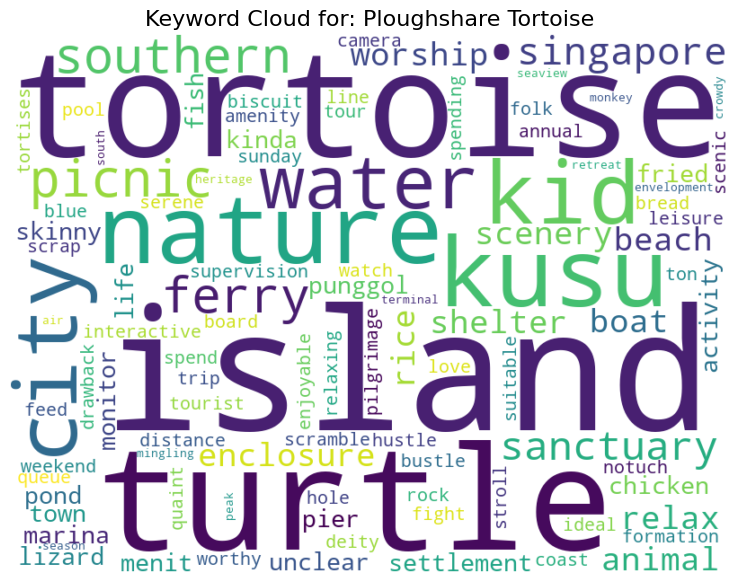 Keyword Cloud for: Ploughshare Tortoise
camera
southern
worship
singapore
tortoise
seaview
crowdy
tortoises
fish
pool
biscuit
line
amenity
tour
spending
folk
monkey
annual
south
kinda
sunday
scenic
picnic
water
kid
retreat
fried
heritage
envelopment
serene
bread
blue
nature
leisure
skinny
scenery
beach
scrap
kusu
city
life
supervision
watch
ton
ferry
punggol
activity
air
island
terminal
rice
shelter
boat
interactive
board
monitor
drawback
spend
enjoyable
relaxing
pilgrimage
love
suitable
trip
feed
tourist
distance
scramble
hustle
sanctuary
mingling
enclosure
bustle
weekend
notuch
queue
turtle
quaint
chicken
pond
peak
hole
rock
stroll
town
pier
fight
ideal
relax
marina
deity
formation
season
lizard
menit
worthy
unclear
settlement
coast
animal